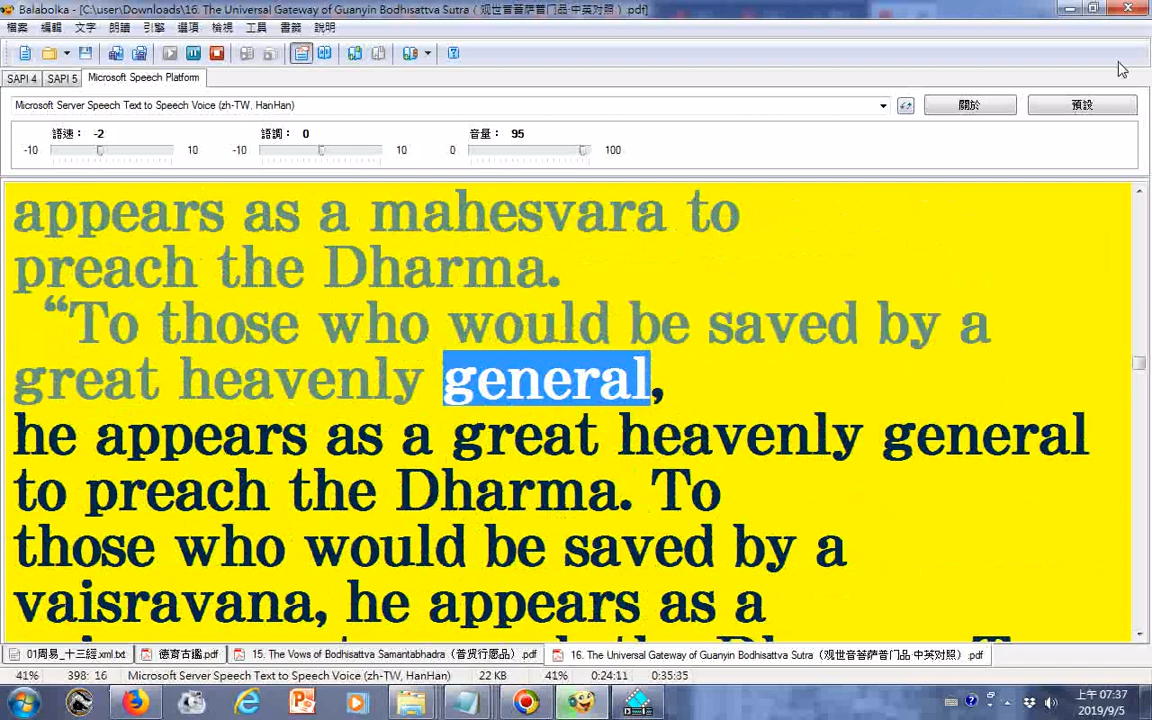 Balabolka - [C:\user\Downloads\16. The Universal Gateway of Guanyin Bodhisattva Sutra（观世音菩萨普门品·中英对照）.pdf]
檔案 編輯 文字 朗讀 引擎 選項 檢視 工具 書籤 說明
SAPI 4 SAPI 5 Microsoft Speech Platform
Microsoft Server Speech Text to Speech Voice (zh-TW, HanHan) 關於 預設
語速： -2 語調： 0 音量： 95
-10 10 -10 10 0 100
appears as a mahesvara to
preach the Dharma.
“To those who would be saved by a
great heavenly general,
he appears as a great heavenly general
to preach the Dharma. To
those who would be saved by a
vaisravana, he appears as a
01周易_十三經.xml.txt 德育古鑑.pdf 15. The Vows of Bodhisattva Samantabhadra（普贤行愿品）.pdf 16. The Universal Gateway of Guanyin Bodhisattva Sutra（观世音菩萨普门品·中英对照）.pdf
41% 398: 16 Microsoft Server Speech Text to Speech Voice (zh-TW, HanHan) 22 KB 41% 0:24:11 0:35:35
上午 07:37
2019/9/5